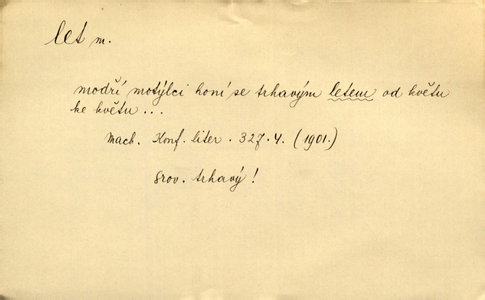 let m.
modří motýlci honí se trhavým letem od květu
ke květu...
Mach. Konf. liter. 327.4. (1901.)
Srov. trhavý!